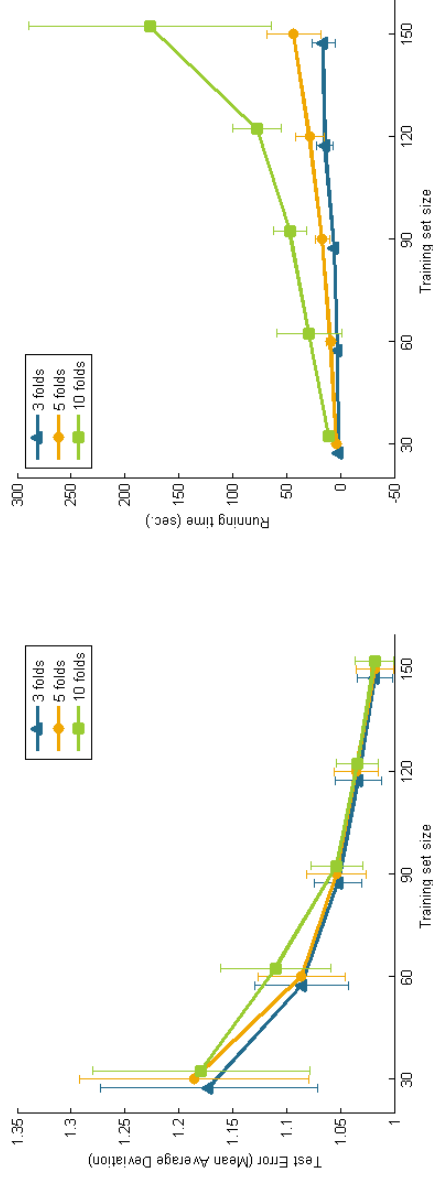 1.35
1.3
1.25
1.2
1.15
1.1
1.05
1
Test Error (Mean Average Deviation)
30
60
90
120
150
Training set size
3 folds
5 folds
10 folds
300
250
200
150
100
50
0
-50
Running time (sec.)
30
60
90
120
150
Training set size
3 folds
5 folds
10 folds